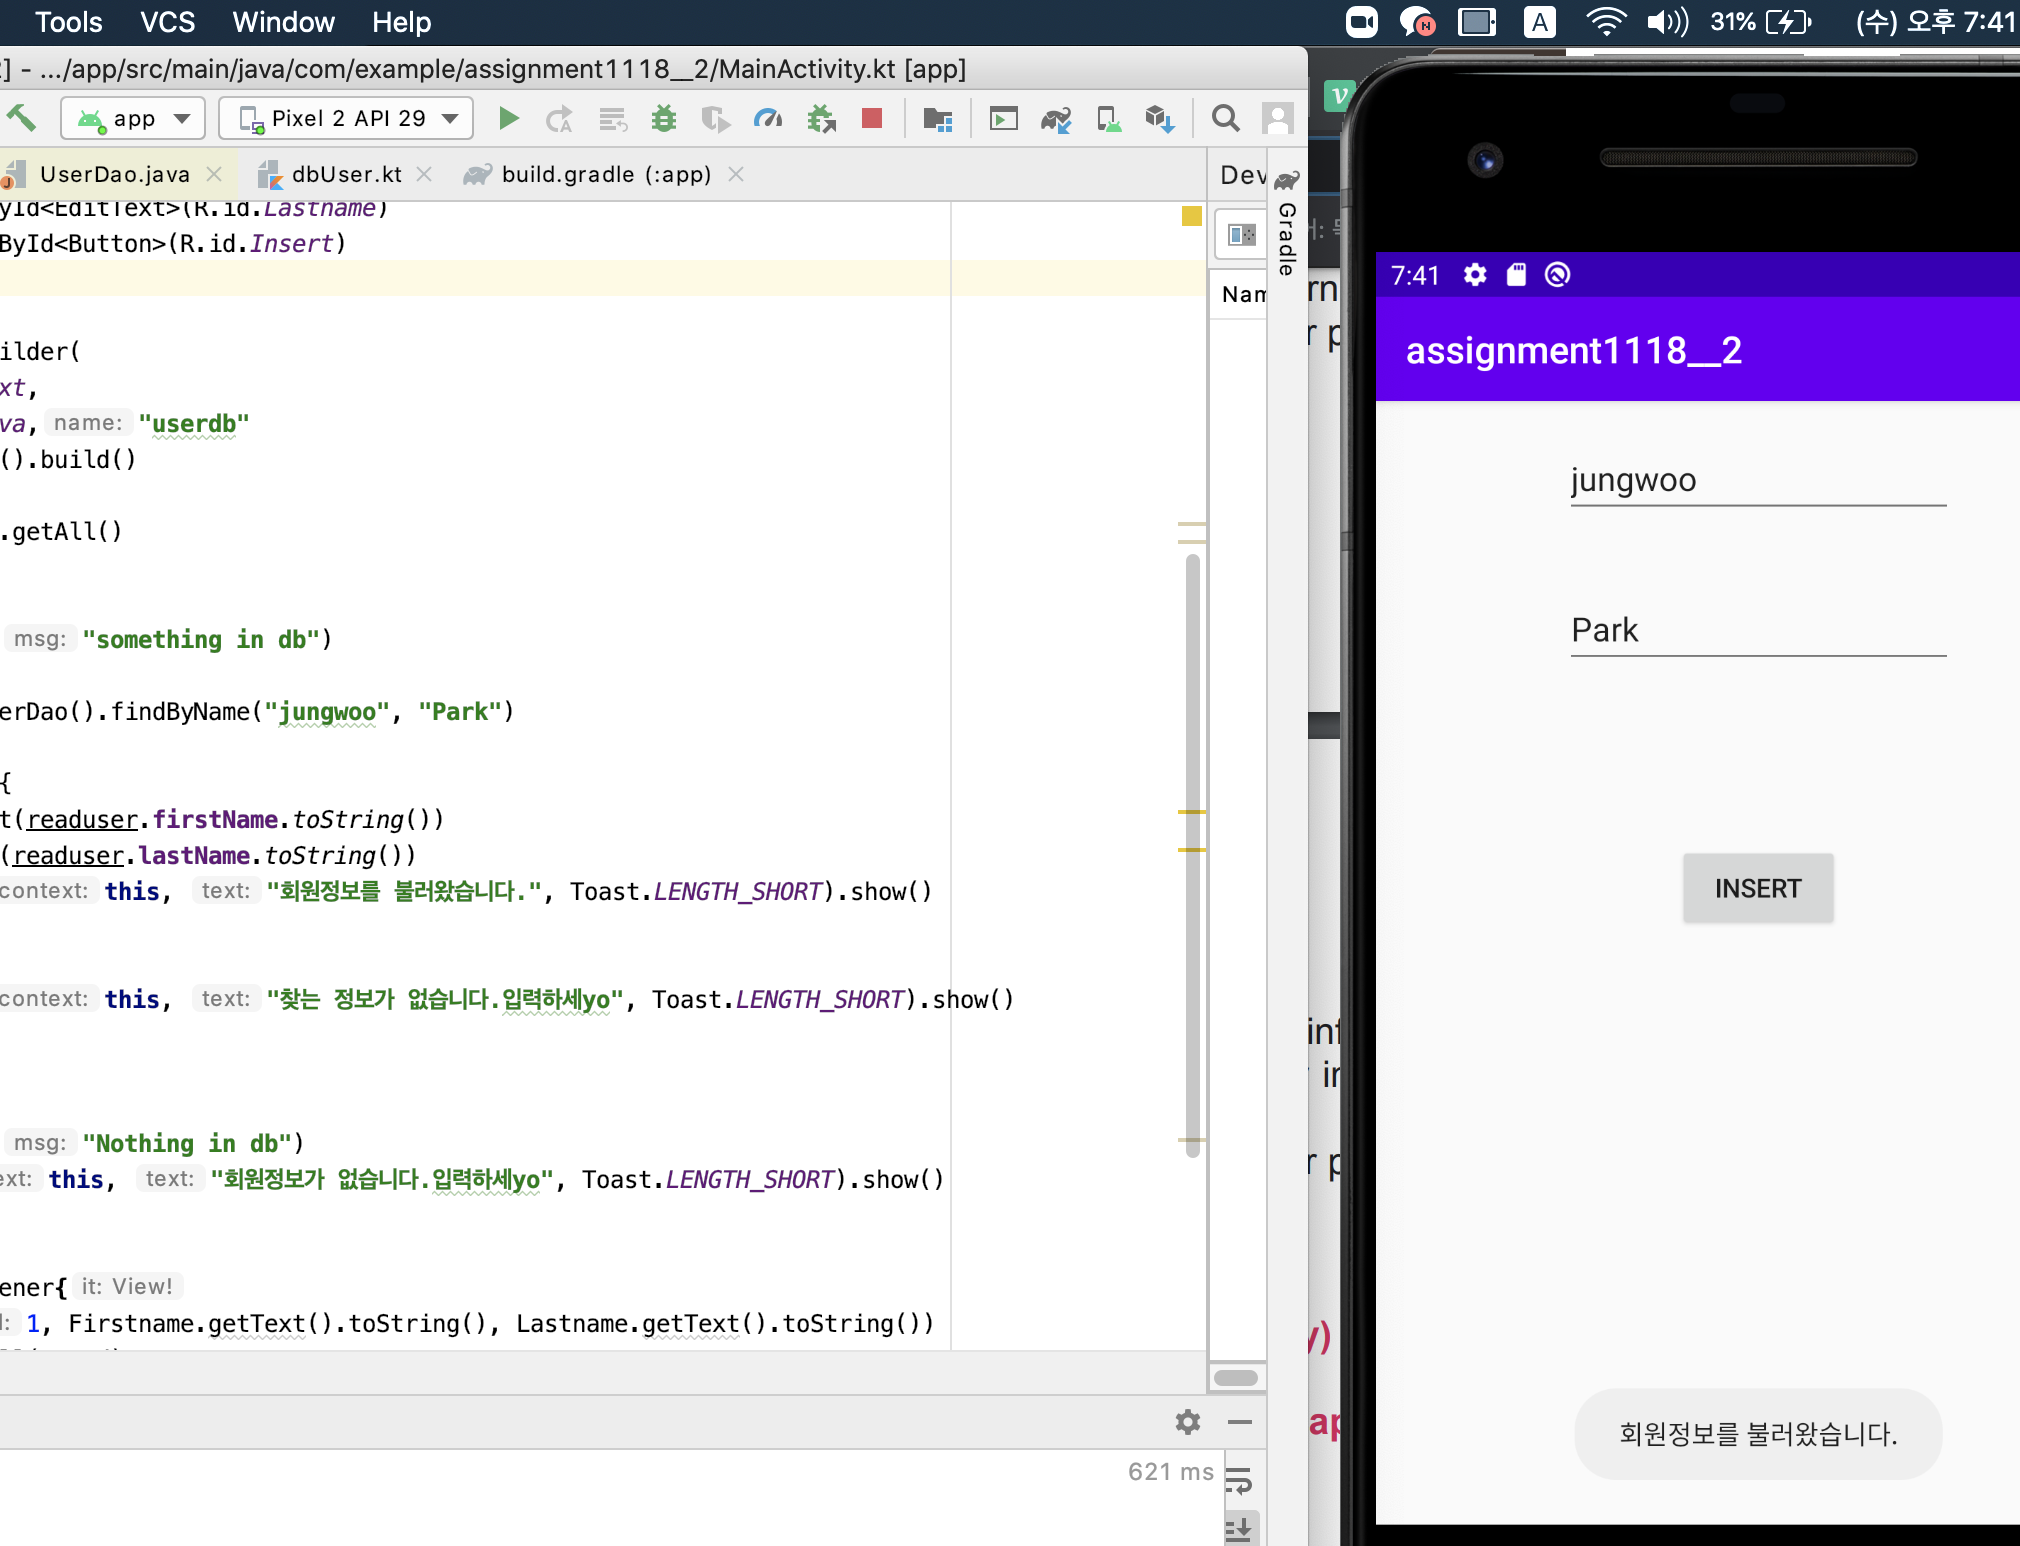 Tools VCS Window Help
A 31% (수) 오후 7:41
] - .../app/src/main/java/com/example/assignment1118__2/MainActivity.kt [app]
app Pixel 2 API 29
UserDao.java dbUser.kt build.gradle (:app)
yId<EditText>(R.id.Lastname)
ById<Button>(R.id.Insert)
ilder(
xt,
va, name: "userdb"
().build()
.getAll()
msg: "something in db")
erDao().findByName("jungwoo", "Park")
{
t(readuser.firstName.toString())
(readuser.lastName.toString())
context: this, text: "회원정보를 불러왔습니다.", Toast.LENGTH_SHORT).show()
context: this, text: "찾는 정보가 없습니다.입력하세yo", Toast.LENGTH_SHORT).show()
msg: "Nothing in db")
ext: this, text: "회원정보가 없습니다.입력하세yo", Toast.LENGTH_SHORT).show()
ener{ it: View!
1, Firstname.getText().toString(), Lastname.getText().toString())
621 ms
Dev
Nam
Gradle
rn
r p
inf
in
r p
y)
ap
7:41
assignment1118__2
jungwoo
Park
INSERT
회원정보를 불러왔습니다.